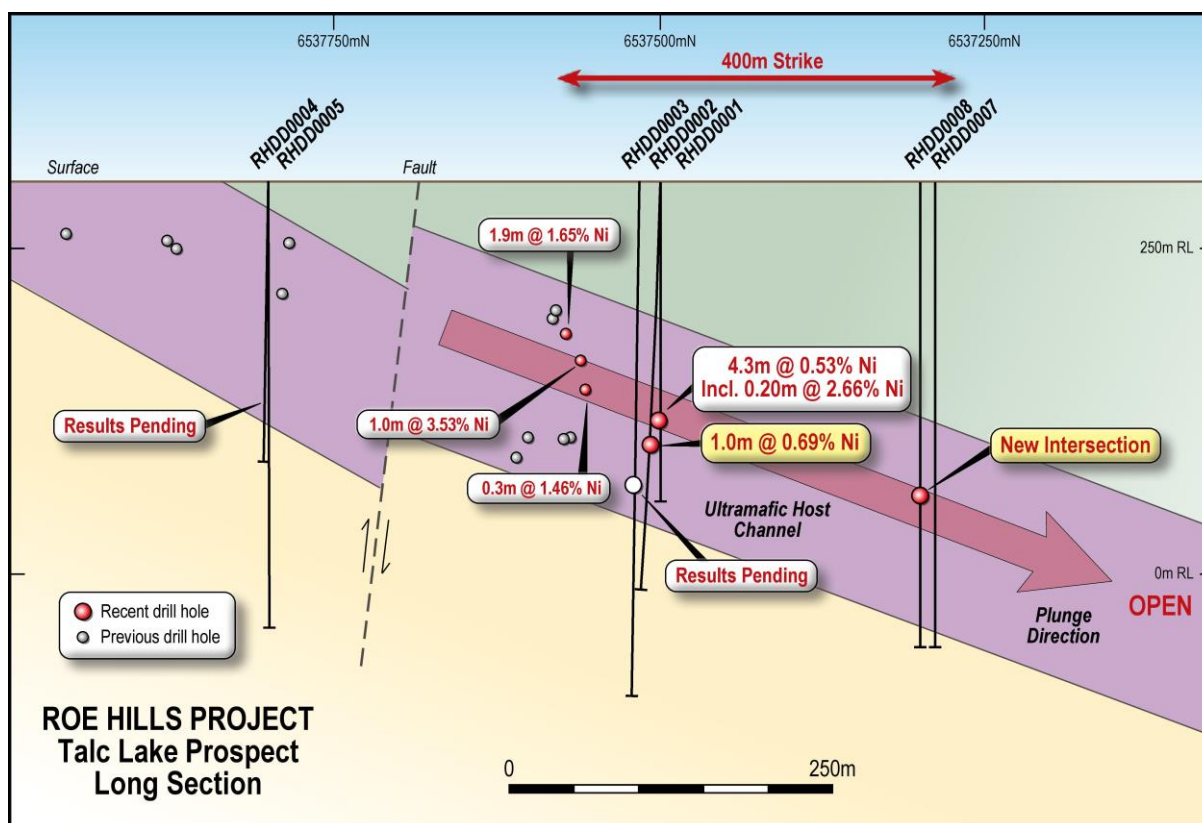 6537750mN
6537500mN
6537250mN
400m Strike
RHDD0004
RHDD0005
RHDD0003
RHDD0002
RHDD0001
RHDD0008
RHDD0007
Surface
Fault
1.9m @ 1.65% Ni
250m RL
4.3m @ 0.53% Ni
Incl. 0.20m @ 2.66% Ni
Results Pending
1.0m @ 3.53% Ni
1.0m @ 0.69% Ni
New Intersection
0.3m @ 1.46% Ni
Ultramafic Host
Channel
Results Pending
0m RL
OPEN
Plunge
Direction
Recent drill hole
Previous drill hole
ROE HILLS PROJECT
Talc Lake Prospect
Long Section
0
250m